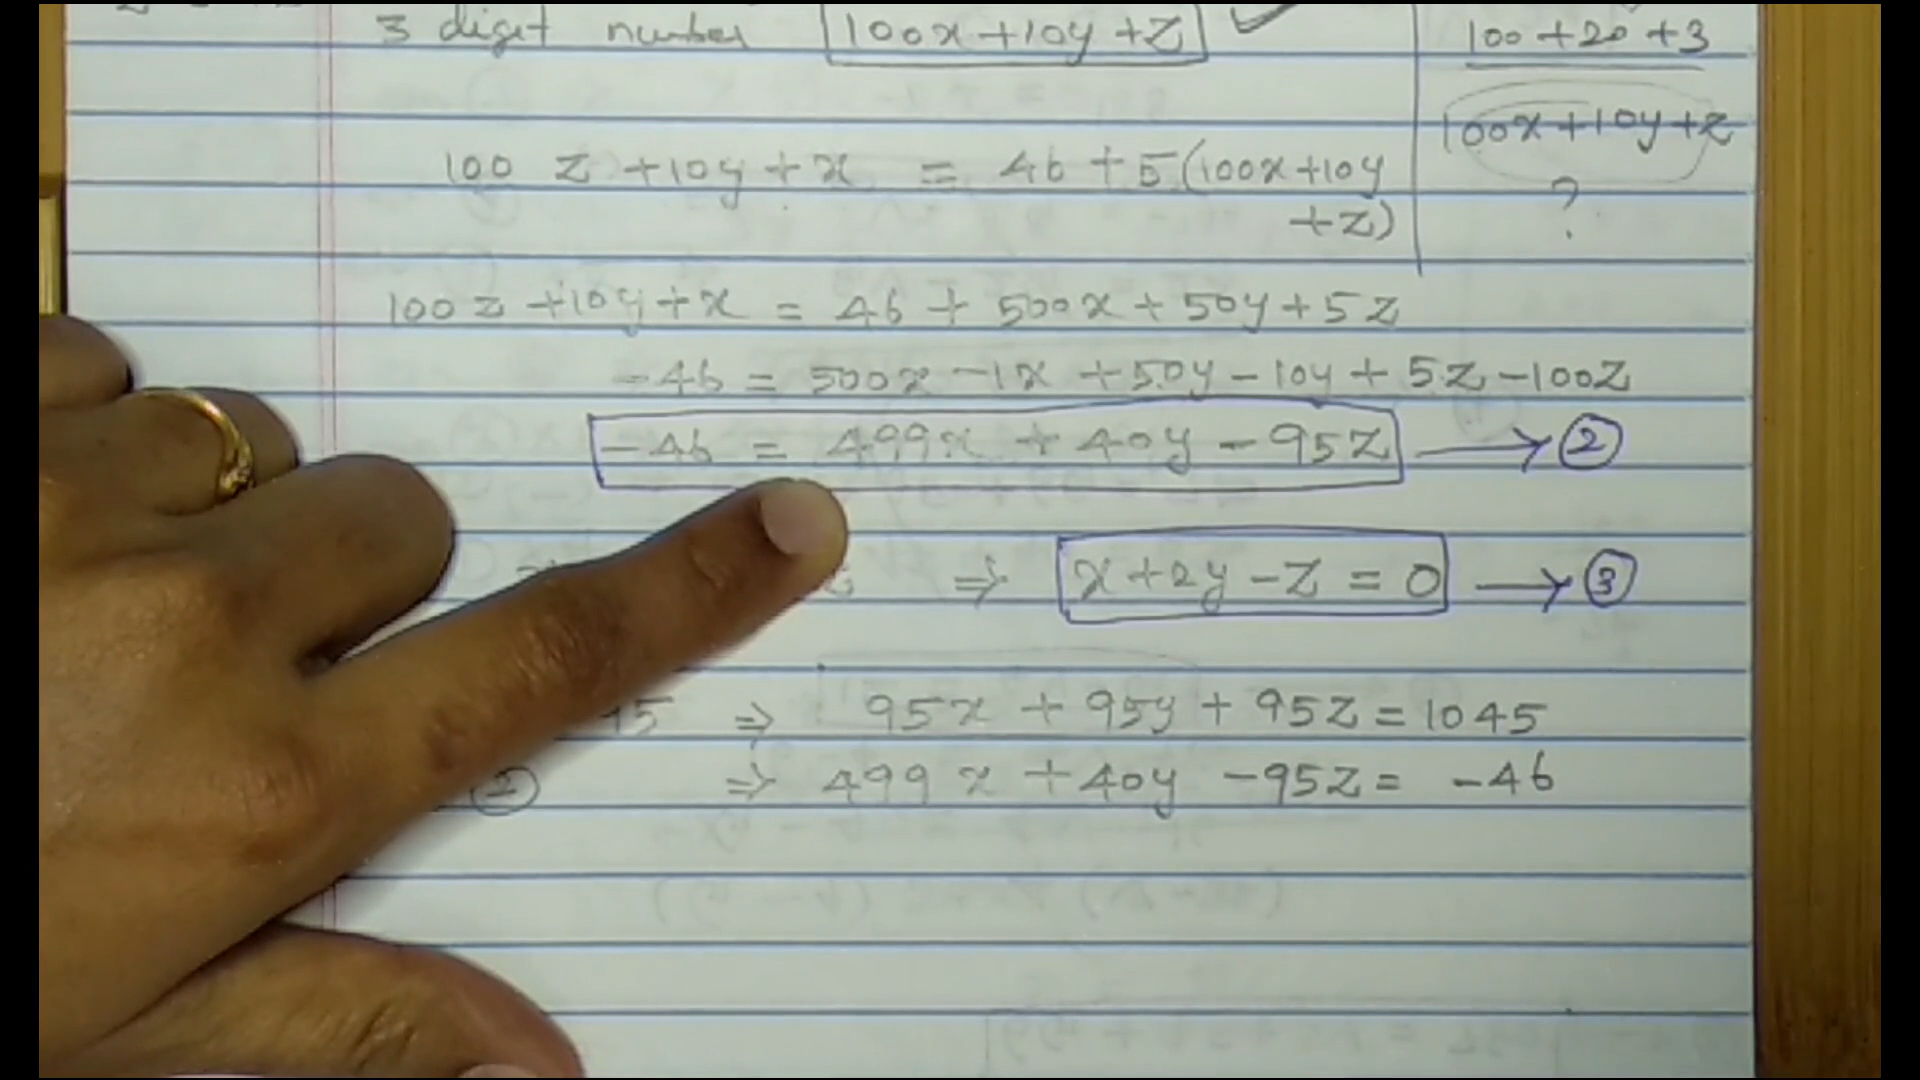 3 digit number 100x+10y+z ✓
100+20+3
100x+10y+z
?
100 z+10y+x = 46+5(100x+10y
+z)
100z+10y+x = 46+500x+50y+5z
-46 = 500x-1x+50y-10y+5z-100z
-46 = 499x+40y-95z → ②
⇒ x+2y-z=0 → ③
45 ⇒ 95x+95y+95z=1045
② ⇒ 499x+40y-95z=-46